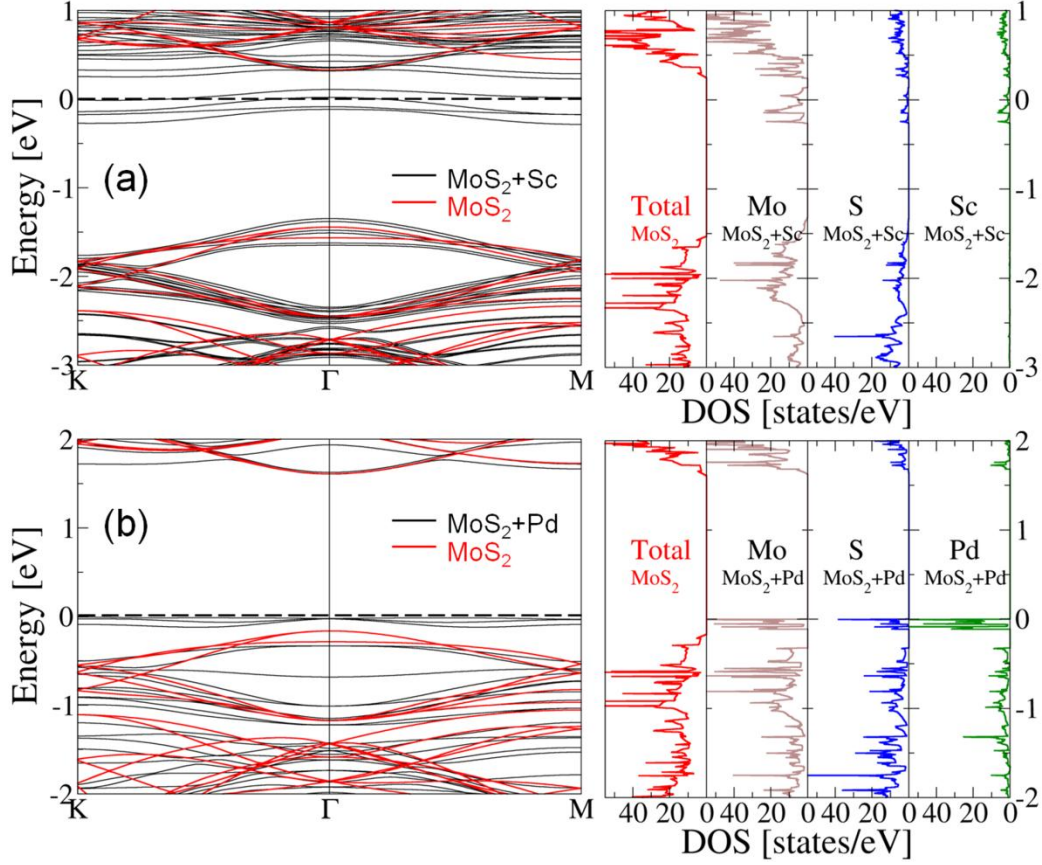 1
0
-1
-2
-3
Energy [eV]
(a)
MoS2+Sc
MoS2
K
Γ
M
Total
MoS2
Mo
MoS2+Sc
S
MoS2+Sc
Sc
MoS2+Sc
1
0
-1
-2
-3
40 20 0 40 20 0 40 20 0 40 20 0
DOS [states/eV]
2
1
0
-1
-2
Energy [eV]
(b)
MoS2+Pd
MoS2
K
Γ
M
Total
MoS2
Mo
MoS2+Pd
S
MoS2+Pd
Pd
MoS2+Pd
2
1
0
-1
-2
40 20 0 40 20 0 40 20 0 40 20 0
DOS [states/eV]